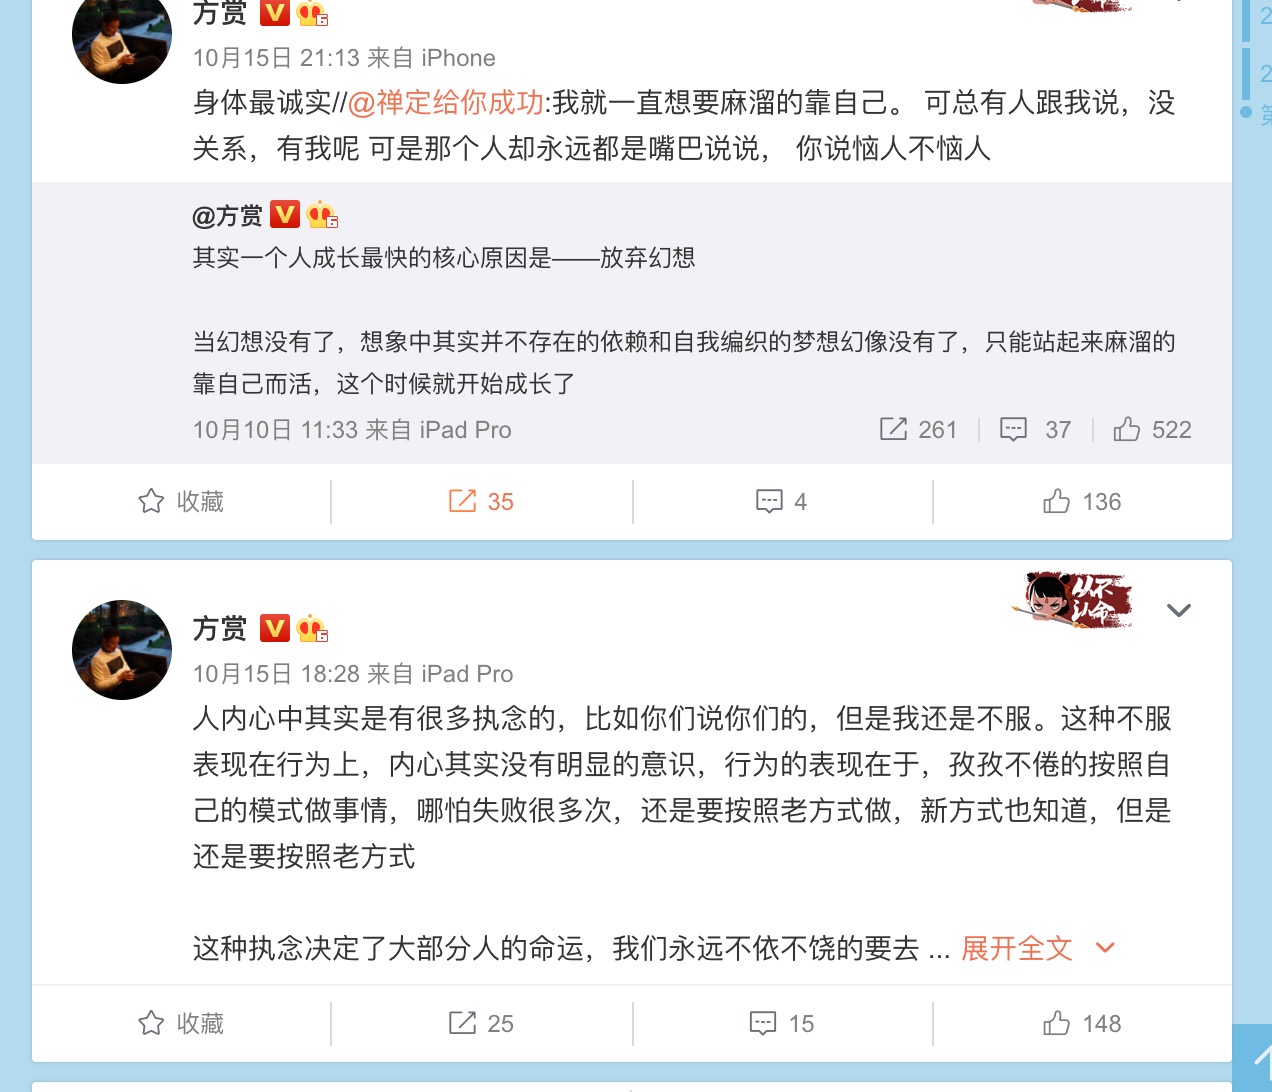 方赏
10月15日 21:13 来自 iPhone
身体最诚实//@禅定给你成功:我就一直想要麻溜的靠自己。 可总有人跟我说，没
关系，有我呢 可是那个人却永远都是嘴巴说说， 你说恼人不恼人
@方赏
其实一个人成长最快的核心原因是——放弃幻想
当幻想没有了，想象中其实并不存在的依赖和自我编织的梦想幻像没有了，只能站起来麻溜的
靠自己而活，这个时候就开始成长了
10月10日 11:33 来自 iPad Pro 261 37 522
收藏 35 4 136
从不
认命
方赏
10月15日 18:28 来自 iPad Pro
人内心中其实是有很多执念的，比如你们说你们的，但是我还是不服。这种不服
表现在行为上，内心其实没有明显的意识，行为的表现在于，孜孜不倦的按照自
己的模式做事情，哪怕失败很多次，还是要按照老方式做，新方式也知道，但是
还是要按照老方式
这种执念决定了大部分人的命运，我们永远不依不饶的要去 ... 展开全文
收藏 25 15 148